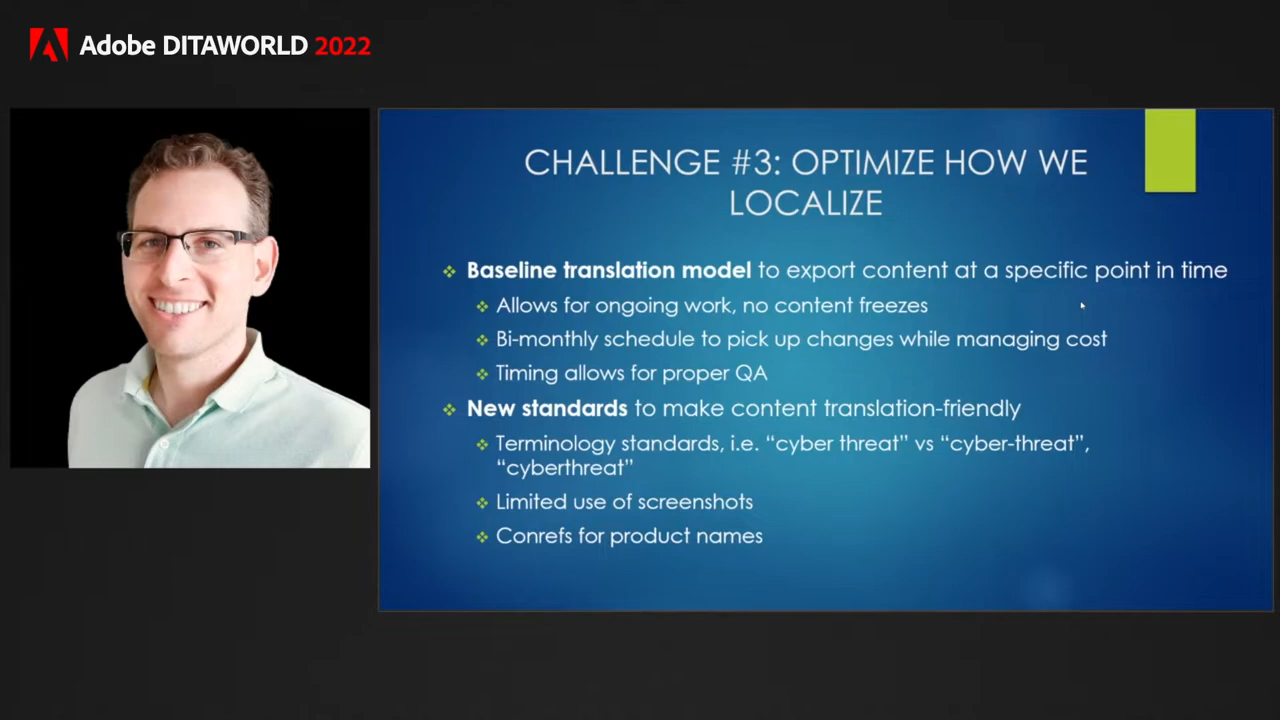 Adobe DITAWORLD 2022
CHALLENGE #3: OPTIMIZE HOW WE
LOCALIZE
Baseline translation model to export content at a specific point in time
Allows for ongoing work, no content freezes
Bi-monthly schedule to pick up changes while managing cost
Timing allows for proper QA
New standards to make content translation-friendly
Terminology standards, i.e. “cyber threat” vs “cyber-threat”,
“cyberthreat”
Limited use of screenshots
Conrefs for product names